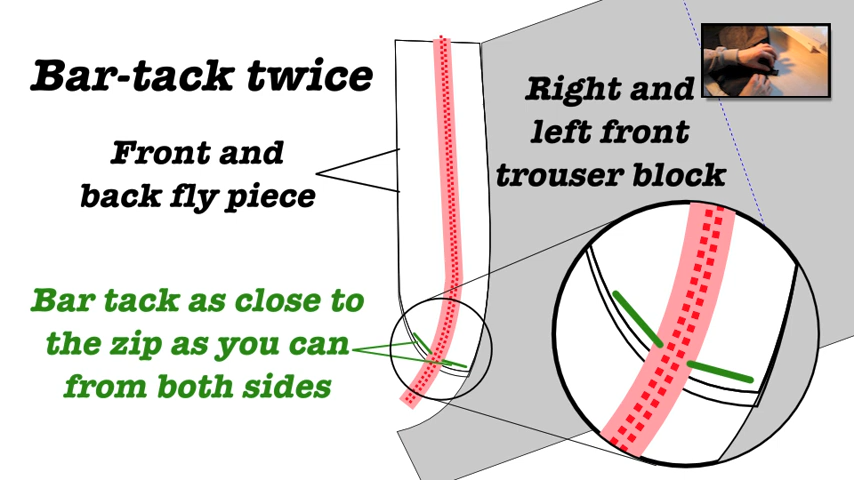 Bar-tack twice
Front and
back fly piece
Right and
left front
trouser block
Bar tack as close to
the zip as you can
from both sides